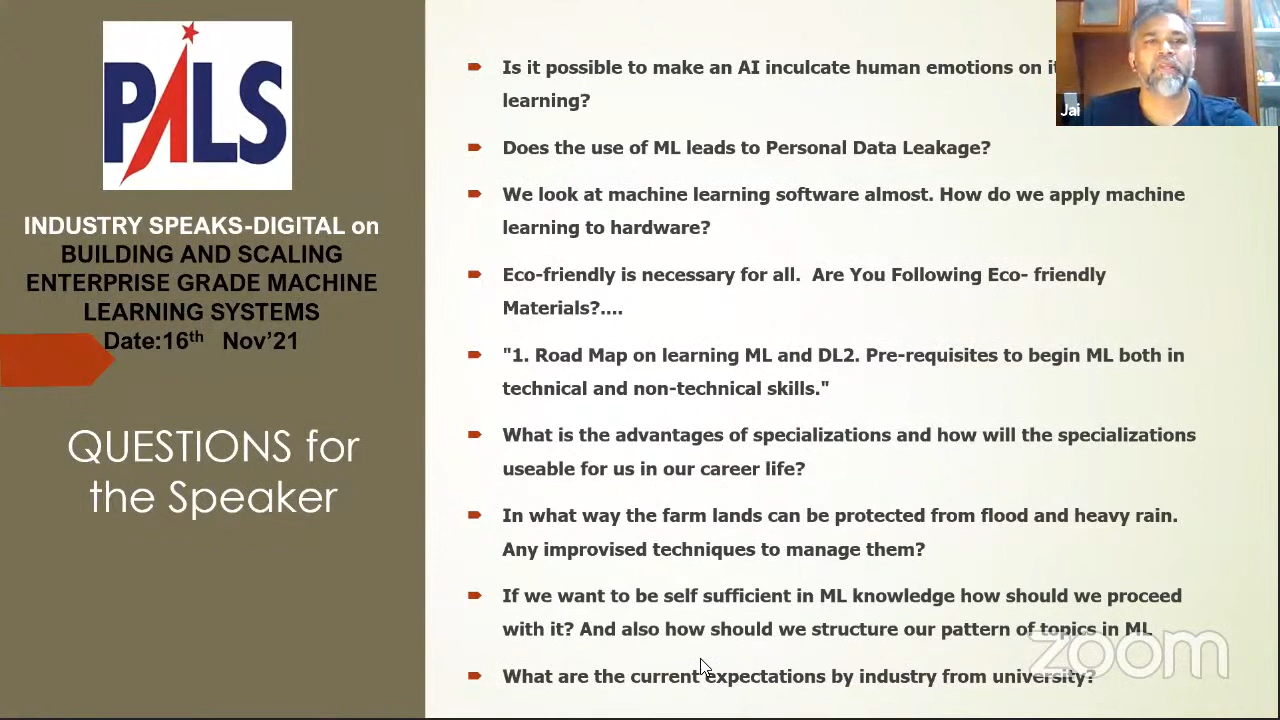 PALS
INDUSTRY SPEAKS-DIGITAL on
BUILDING AND SCALING
ENTERPRISE GRADE MACHINE
LEARNING SYSTEMS
Date:16th Nov'21
QUESTIONS for
the Speaker
Is it possible to make an AI inculcate human emotions on
learning?
Does the use of ML leads to Personal Data Leakage?
We look at machine learning software almost. How do we apply machine
learning to hardware?
Eco-friendly is necessary for all. Are You Following Eco- friendly
Materials?....
"1. Road Map on learning ML and DL2. Pre-requisites to begin ML both in
technical and non-technical skills."
What is the advantages of specializations and how will the specializations
useable for us in our career life?
In what way the farm lands can be protected from flood and heavy rain.
Any improvised techniques to manage them?
If we want to be self sufficient in ML knowledge how should we proceed
with it? And also how should we structure our pattern of topics in ML
What are the current expectations by industry from university?
Jai
zoom